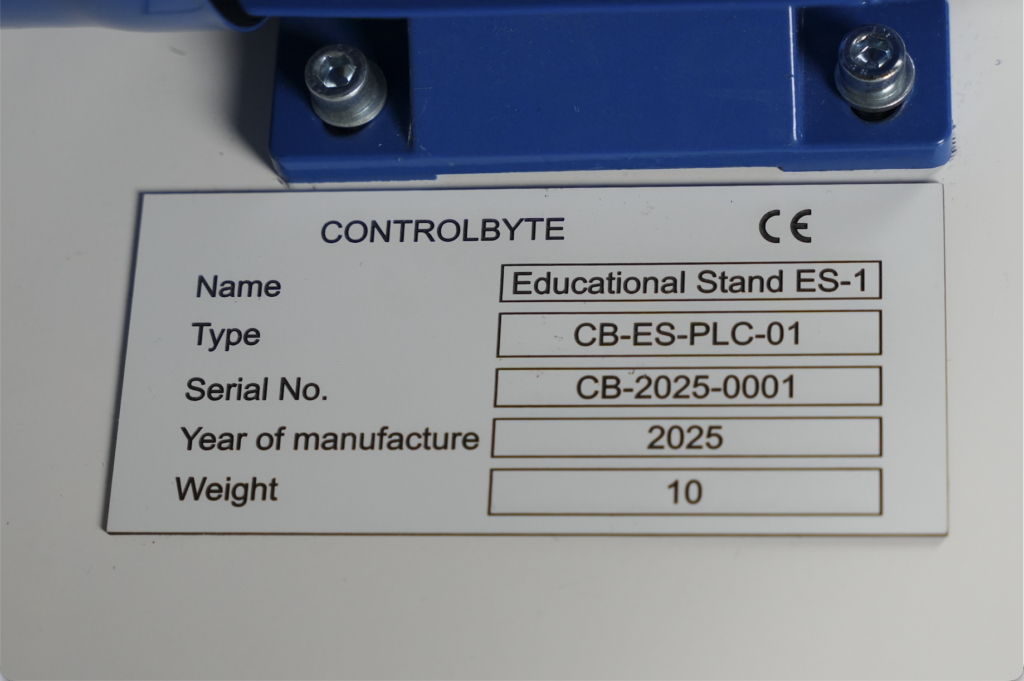 CONTROLBYTE CE
Name Educational Stand ES-1
Type CB-ES-PLC-01
Serial No. CB-2025-0001
Year of manufacture 2025
Weight 10